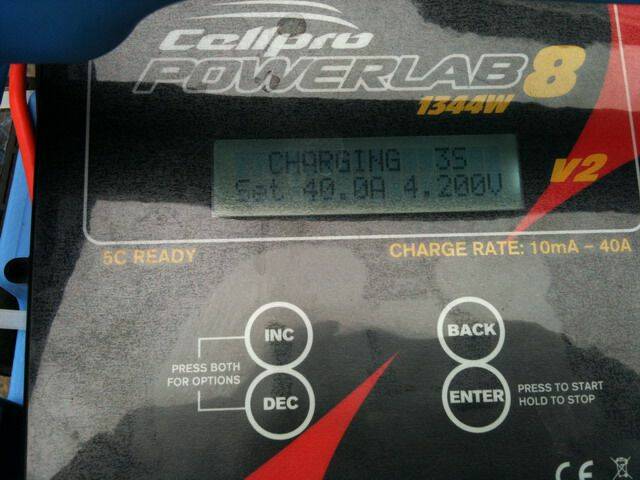 Cellpro
POWERLAB 8
1344W
v2
CHARGING 3S
Set 40.0A 4.200V
5C READY
CHARGE RATE: 10mA - 40A
INC
DEC
PRESS BOTH
FOR OPTIONS
BACK
ENTER
PRESS TO START
HOLD TO STOP
CE